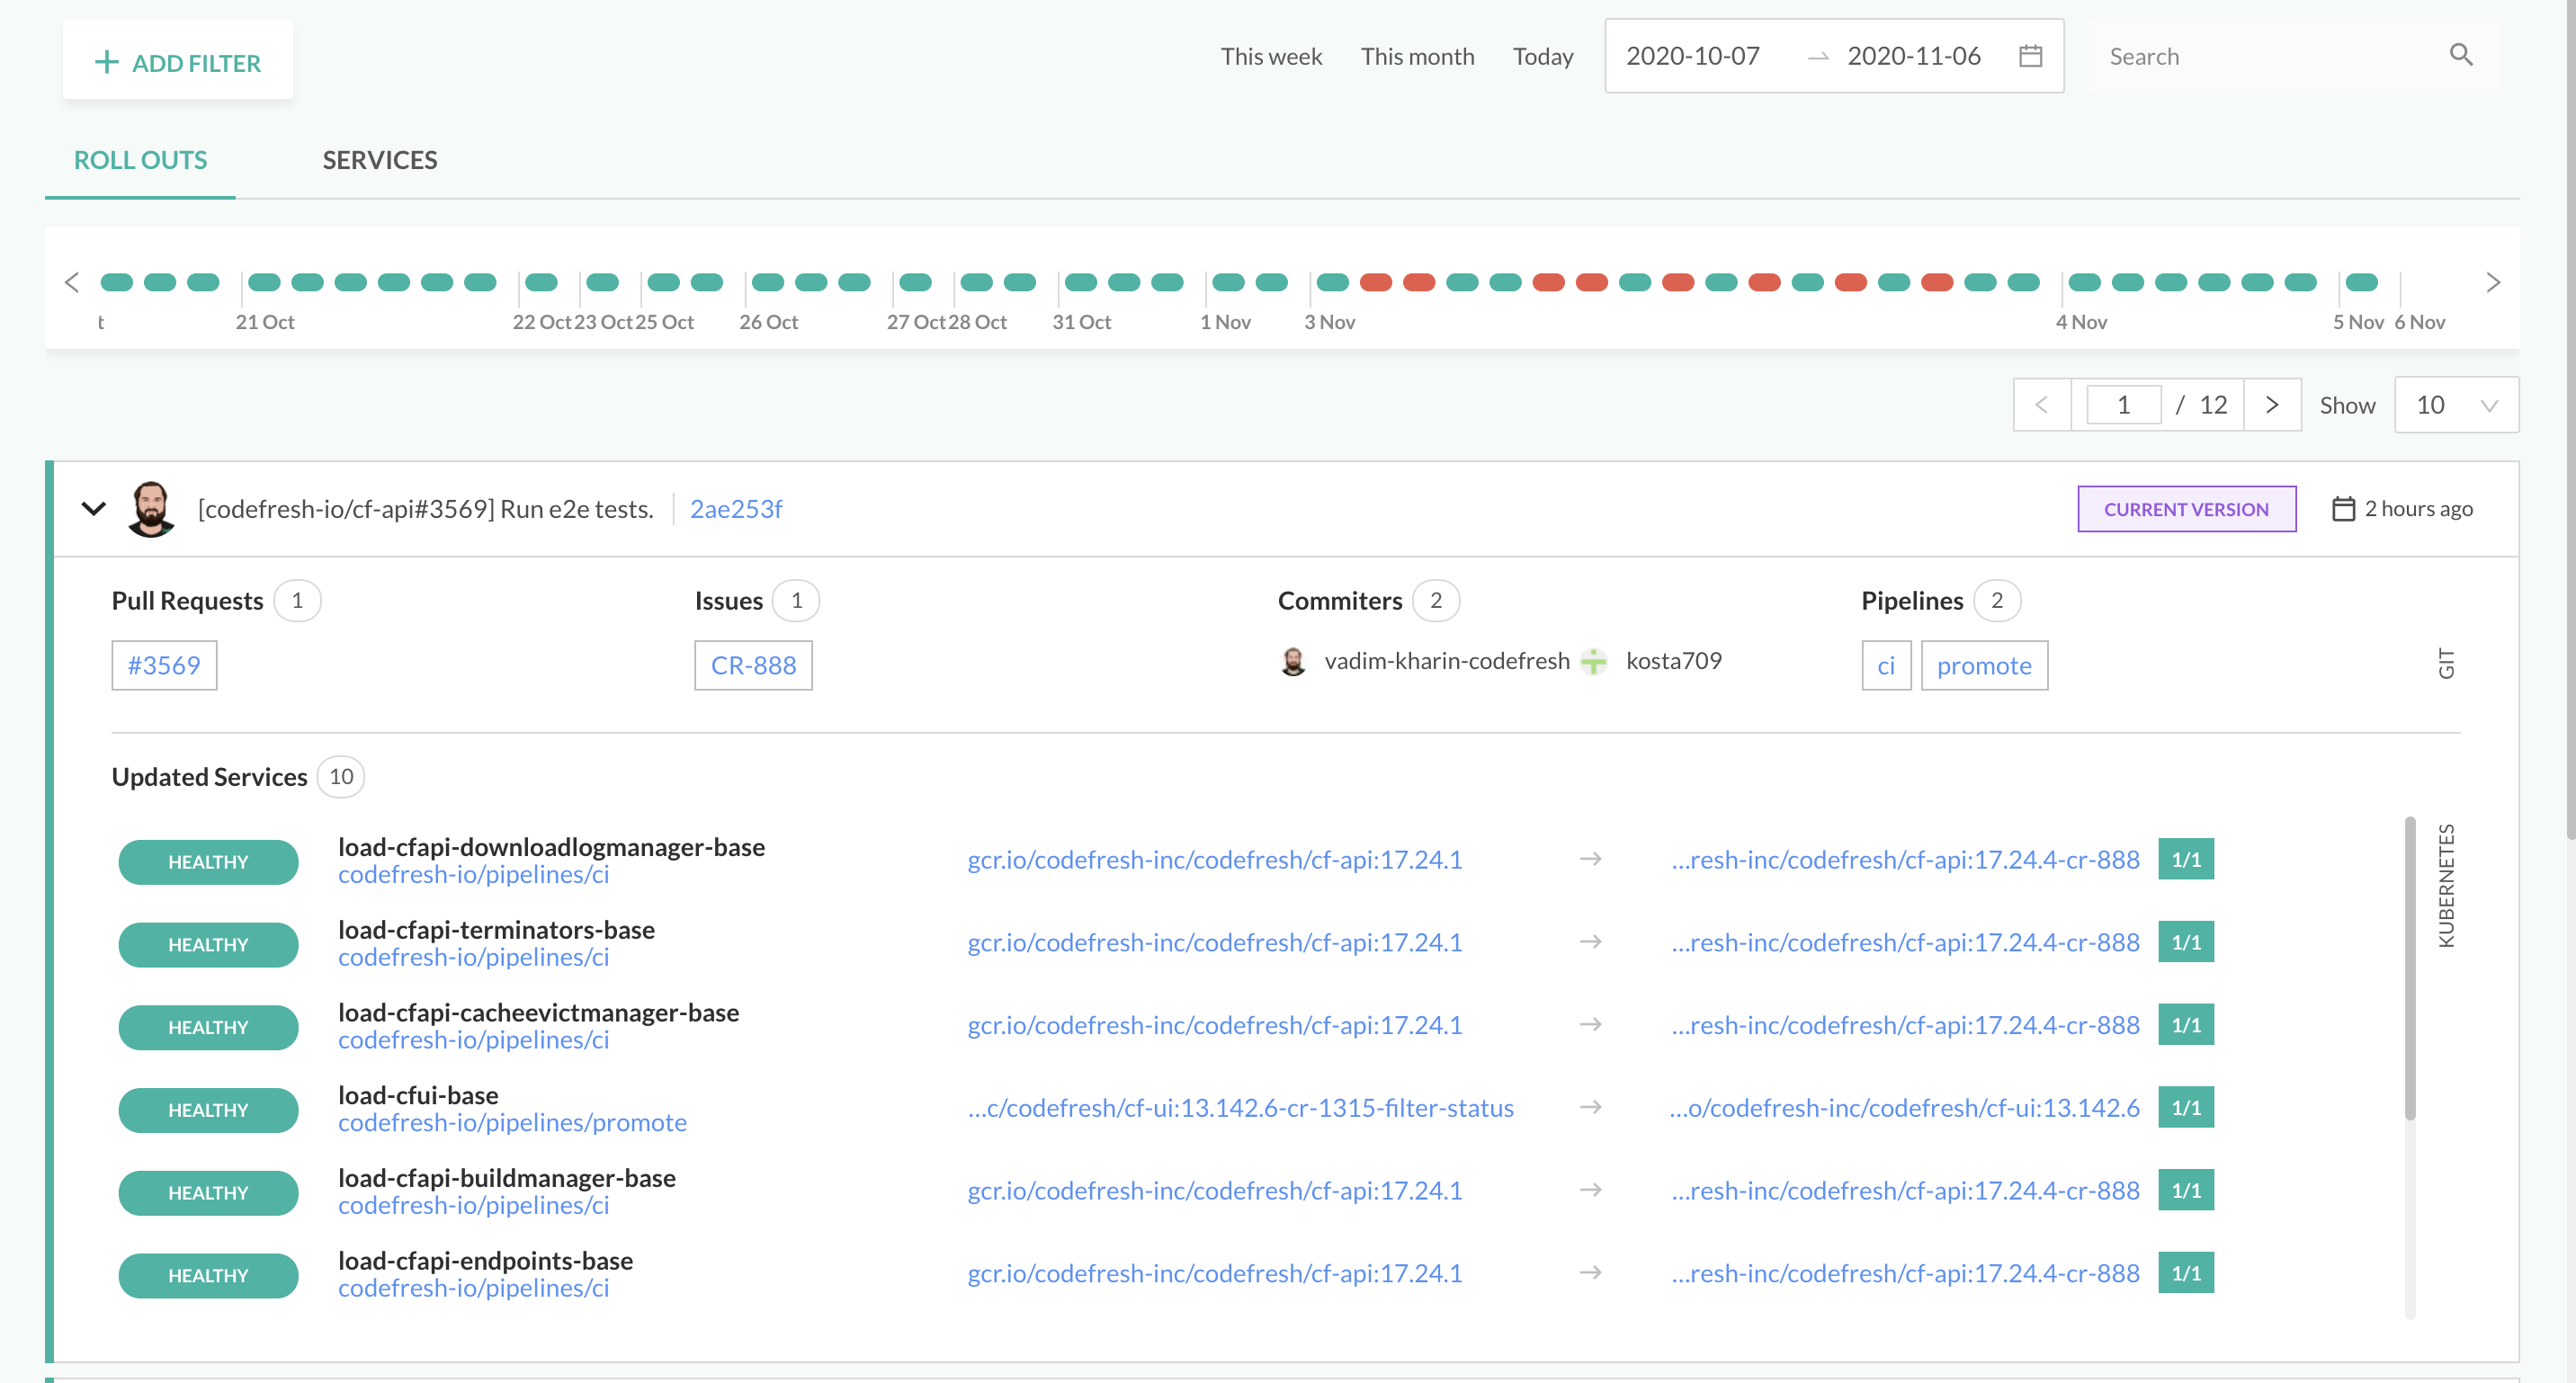 ADD FILTER
This week This month Today 2020-10-07 → 2020-11-06 Search
ROLL OUTS SERVICES
t 21 Oct 22 Oct 23 Oct 25 Oct 26 Oct 27 Oct 28 Oct 31 Oct 1 Nov 3 Nov 4 Nov 5 Nov 6 Nov
1 / 12 Show 10
[codefresh-io/cf-api#3569] Run e2e tests. 2ae253f CURRENT VERSION 2 hours ago
Pull Requests 1 Issues 1 Commiters 2 Pipelines 2
#3569 CR-888 vadim-kharin-codefresh kosta709 ci promote
GIT
Updated Services 10
HEALTHY load-cfapi-downloadlogmanager-base gcr.io/codefresh-inc/codefresh/cf-api:17.24.1 → ...resh-inc/codefresh/cf-api:17.24.4-cr-888 1/1
codefresh-io/pipelines/ci
KUBERNETES
HEALTHY load-cfapi-terminators-base gcr.io/codefresh-inc/codefresh/cf-api:17.24.1 → ...resh-inc/codefresh/cf-api:17.24.4-cr-888 1/1
codefresh-io/pipelines/ci
HEALTHY load-cfapi-cacheevictmanager-base gcr.io/codefresh-inc/codefresh/cf-api:17.24.1 → ...resh-inc/codefresh/cf-api:17.24.4-cr-888 1/1
codefresh-io/pipelines/ci
HEALTHY load-cfui-base ...c/codefresh/cf-ui:13.142.6-cr-1315-filter-status → ...o/codefresh-inc/codefresh/cf-ui:13.142.6 1/1
codefresh-io/pipelines/promote
HEALTHY load-cfapi-buildmanager-base gcr.io/codefresh-inc/codefresh/cf-api:17.24.1 → ...resh-inc/codefresh/cf-api:17.24.4-cr-888 1/1
codefresh-io/pipelines/ci
HEALTHY load-cfapi-endpoints-base gcr.io/codefresh-inc/codefresh/cf-api:17.24.1 → ...resh-inc/codefresh/cf-api:17.24.4-cr-888 1/1
codefresh-io/pipelines/ci